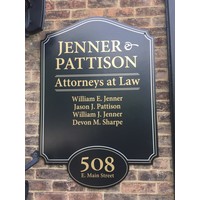 JENNER &
PATTISON
Attorneys at Law
William E. Jenner
Jason J. Pattison
William J. Jenner
Devon M. Sharpe
508
E. Main Street